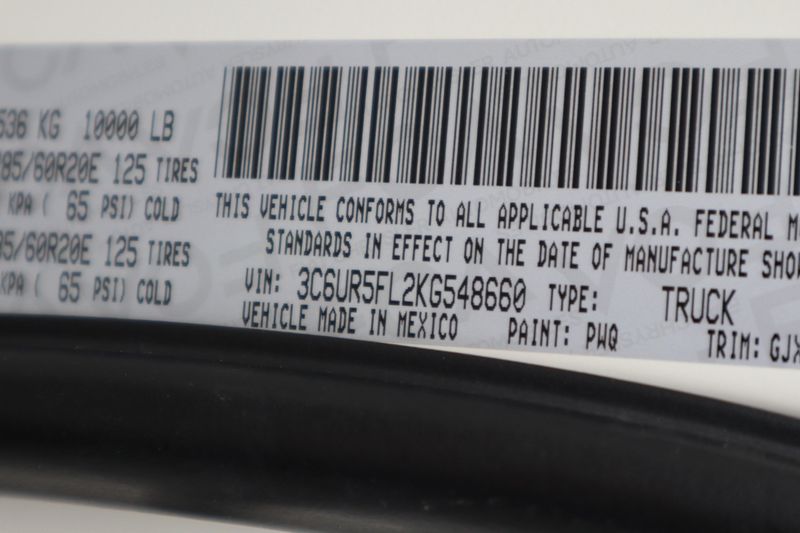 536 KG 10000 LB
85/60R20E 125 TIRES
KPA ( 65 PSI) COLD
5/60R20E 125 TIRES
KPA ( 65 PSI) COLD
THIS VEHICLE CONFORMS TO ALL APPLICABLE U.S.A. FEDERAL M
STANDARDS IN EFFECT ON THE DATE OF MANUFACTURE SHO
VIN: 3C6UR5FL2KG548660 TYPE: TRUCK
VEHICLE MADE IN MEXICO PAINT: PWQ TRIM: GJX